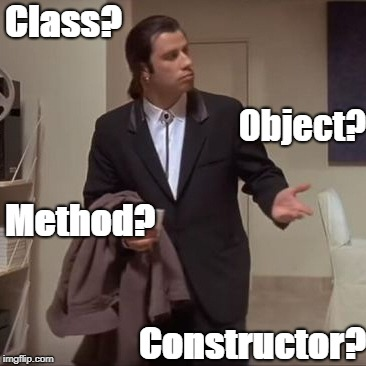 Class?
Object?
Method?
Constructor?
imgflip.com